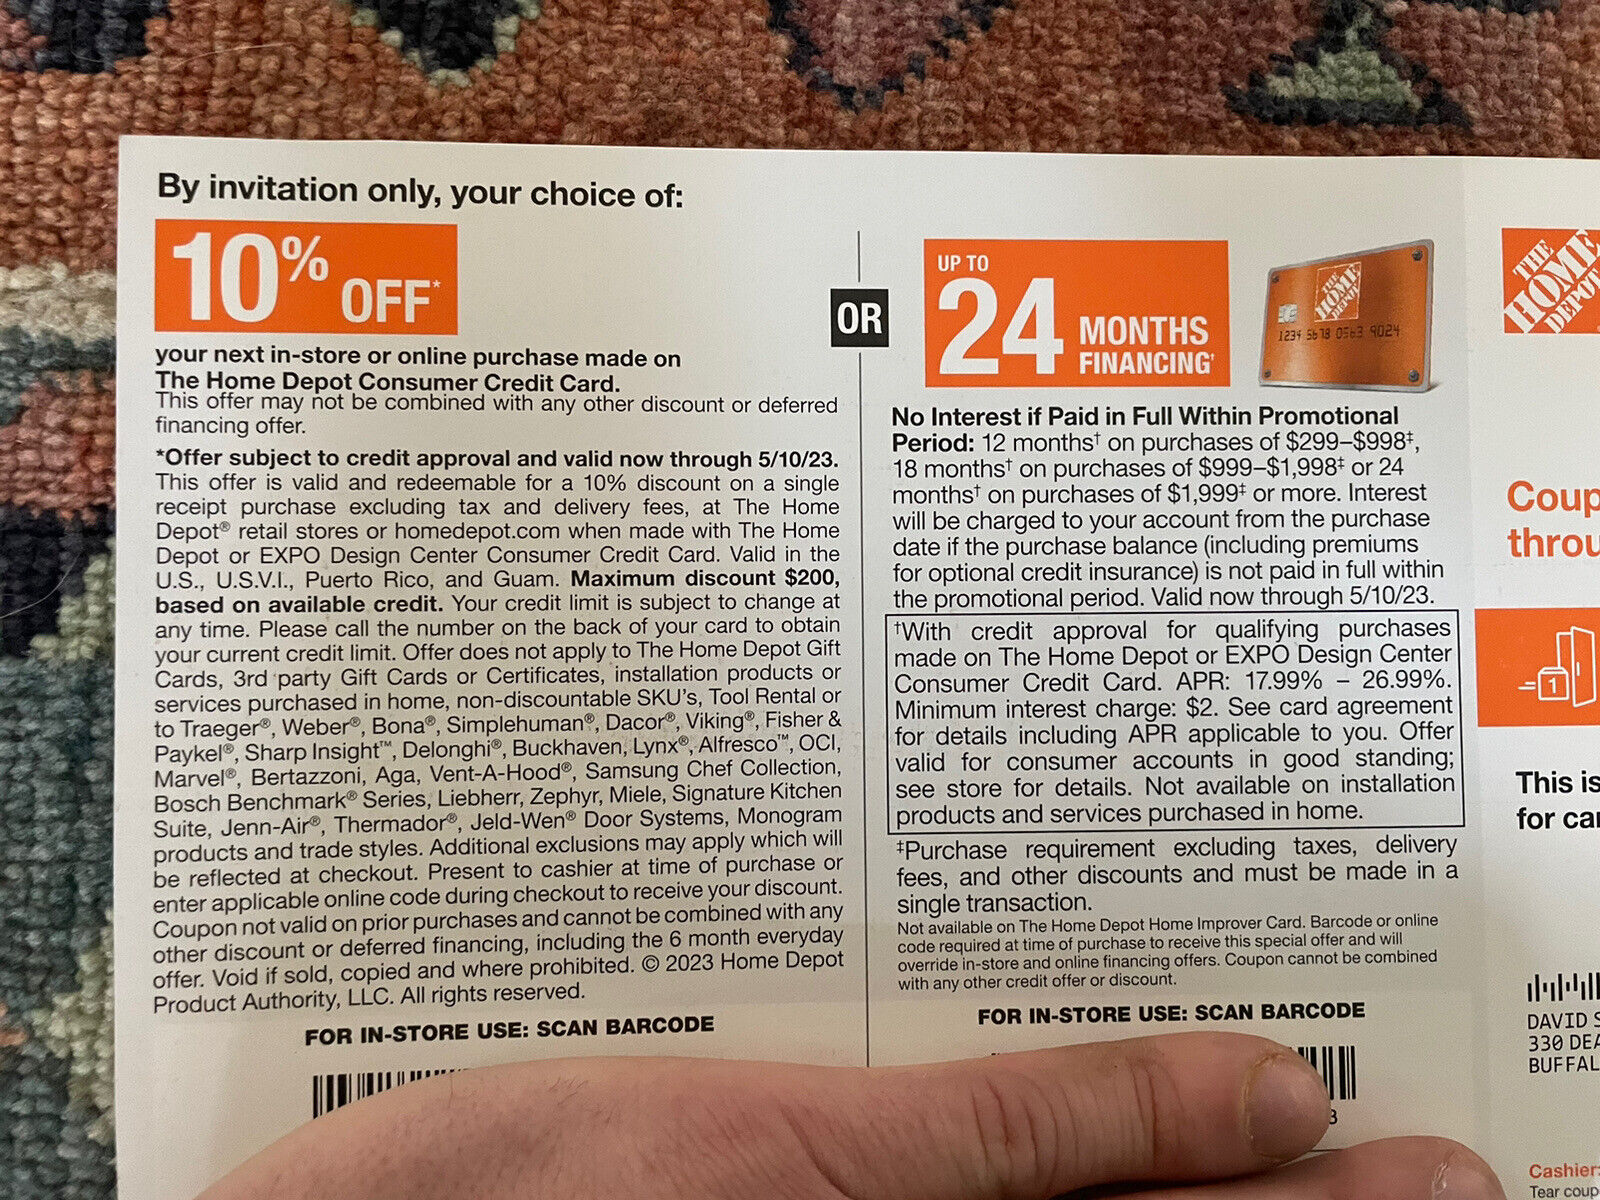 By invitation only, your choice of:
10% OFF*
your next in-store or online purchase made on
The Home Depot Consumer Credit Card.
This offer may not be combined with any other discount or deferred
financing offer.
*Offer subject to credit approval and valid now through 5/10/23.
This offer is valid and redeemable for a 10% discount on a single
receipt purchase excluding tax and delivery fees, at The Home
Depot® retail stores or homedepot.com when made with The Home
Depot or EXPO Design Center Consumer Credit Card. Valid in the
U.S., U.S.V.I., Puerto Rico, and Guam. Maximum discount $200,
based on available credit. Your credit limit is subject to change at
any time. Please call the number on the back of your card to obtain
your current credit limit. Offer does not apply to The Home Depot Gift
Cards, 3rd party Gift Cards or Certificates, installation products or
services purchased in home, non-discountable SKU's, Tool Rental or
to Traeger®, Weber®, Bona®, Simplehuman®, Dacor®, Viking®, Fisher &
Paykel®, Sharp Insight™, Delonghi®, Buckhaven, Lynx®, Alfresco™, OCI,
Marvel®, Bertazzoni, Aga, Vent-A-Hood®, Samsung Chef Collection,
Bosch Benchmark® Series, Liebherr, Zephyr, Miele, Signature Kitchen
Suite, Jenn-Air®, Thermador®, Jeld-Wen® Door Systems, Monogram
products and trade styles. Additional exclusions may apply which will
be reflected at checkout. Present to cashier at time of purchase or
enter applicable online code during checkout to receive your discount.
Coupon not valid on prior purchases and cannot be combined with any
other discount or deferred financing, including the 6 month everyday
offer. Void if sold, copied and where prohibited. © 2023 Home Depot
Product Authority, LLC. All rights reserved.
FOR IN-STORE USE: SCAN BARCODE
OR
UP TO
24 MONTHS
FINANCING†
THE
HOME
DEPOT
1234 5678 0563 9024
No Interest if Paid in Full Within Promotional
Period: 12 months† on purchases of $299–$998‡,
18 months† on purchases of $999–$1,998‡ or 24
months† on purchases of $1,999‡ or more. Interest
will be charged to your account from the purchase
date if the purchase balance (including premiums
for optional credit insurance) is not paid in full within
the promotional period. Valid now through 5/10/23.
†With credit approval for qualifying purchases
made on The Home Depot or EXPO Design Center
Consumer Credit Card. APR: 17.99% – 26.99%.
Minimum interest charge: $2. See card agreement
for details including APR applicable to you. Offer
valid for consumer accounts in good standing;
see store for details. Not available on installation
products and services purchased in home.
‡Purchase requirement excluding taxes, delivery
fees, and other discounts and must be made in a
single transaction.
Not available on The Home Depot Home Improver Card. Barcode or online
code required at time of purchase to receive this special offer and will
override in-store and online financing offers. Coupon cannot be combined
with any other credit offer or discount.
FOR IN-STORE USE: SCAN BARCODE
3
THE
HOME
DEPOT
Coup
throu
1
This is
for car
DAVID S
330 DEA
BUFFAL
Cashier:
Tear coup